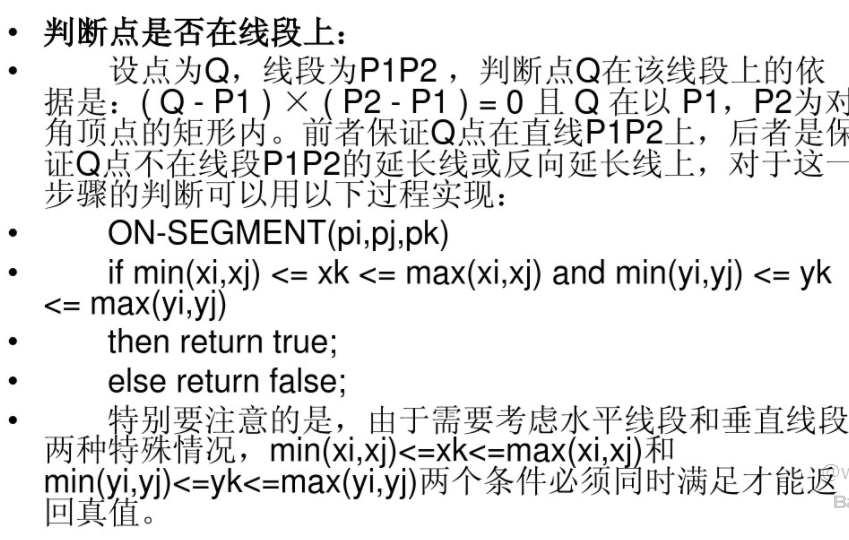 • 判断点是否在线段上：
• 设点为Q，线段为P1P2 ，判断点Q在该线段上的依
据是：( Q - P1 ) × ( P2 - P1 ) = 0 且 Q 在以 P1，P2为对
角顶点的矩形内。前者保证Q点在直线P1P2上，后者是保
证Q点不在线段P1P2的延长线或反向延长线上，对于这一
步骤的判断可以用以下过程实现：
• ON-SEGMENT(pi,pj,pk)
• if min(xi,xj) <= xk <= max(xi,xj) and min(yi,yj) <= yk
<= max(yi,yj)
• then return true;
• else return false;
• 特别要注意的是，由于需要考虑水平线段和垂直线段
两种特殊情况，min(xi,xj)<=xk<=max(xi,xj)和
min(yi,yj)<=yk<=max(yi,yj)两个条件必须同时满足才能返
回真值。